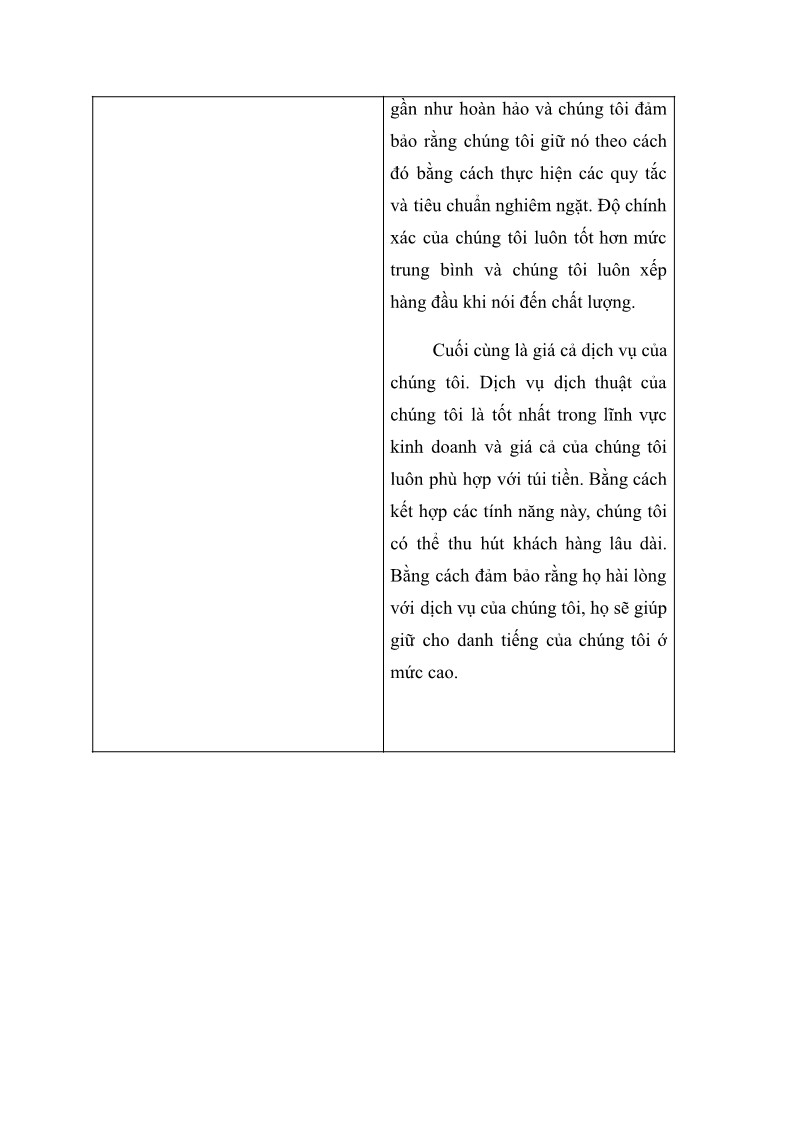 gần như hoàn hảo và chúng tôi đảm
bảo rằng chúng tôi giữ nó theo cách
đó bằng cách thực hiện các quy tắc
và tiêu chuẩn nghiêm ngặt. Độ chính
xác của chúng tôi luôn tốt hơn mức
trung bình và chúng tôi luôn xếp
hàng đầu khi nói đến chất lượng.
Cuối cùng là giá cả dịch vụ của
chúng tôi. Dịch vụ dịch thuật của
chúng tôi là tốt nhất trong lĩnh vực
kinh doanh và giá cả của chúng tôi
luôn phù hợp với túi tiền. Bằng cách
kết hợp các tính năng này, chúng tôi
có thể thu hút khách hàng lâu dài.
Bằng cách đảm bảo rằng họ hài lòng
với dịch vụ của chúng tôi, họ sẽ giúp
giữ cho danh tiếng của chúng tôi ớ
mức cao.